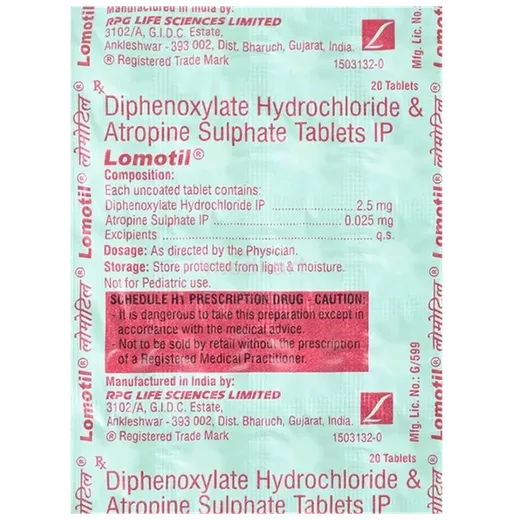 Manufactured in India by:
RPG LIFE SCIENCES LIMITED
3102/A, G.I.D.C. Estate,
Ankleshwar - 393 002, Dist. Bharuch, Gujarat, India.
® Registered Trade Mark
1503132-0
Mfg. Lic. No.:
20 Tablets
Rx
Diphenoxylate Hydrochloride &
Atropine Sulphate Tablets IP
Lomotil®
Composition:
Each uncoated tablet contains:
Diphenoxylate Hydrochloride IP ................ 2.5 mg
Atropine Sulphate IP ........................ 0.025 mg
Excipients ........................................ q.s.
Dosage: As directed by the Physician.
Storage: Store protected from light & moisture.
Not for Pediatric use.
SCHEDULE H1 PRESCRIPTION DRUG - CAUTION:
- It is dangerous to take this preparation except in
accordance with the medical advice.
- Not to be sold by retail without the prescription
of a Registered Medical Practitioner.
Manufactured in India by:
RPG LIFE SCIENCES LIMITED
3102/A, G.I.D.C. Estate,
Ankleshwar - 393 002, Dist. Bharuch, Gujarat, India.
® Registered Trade Mark
1503132-0
Mfg. Lic. No.: G/599
20 Tablets
Rx
Diphenoxylate Hydrochloride &
Atropine Sulphate Tablets IP
Lomotil® लोमोटिल® Lomotil® लोमोटिल® Lomotil® लोमोटिल®
Lomotil® लोमोटिल® Lomotil® लोमोटिल®